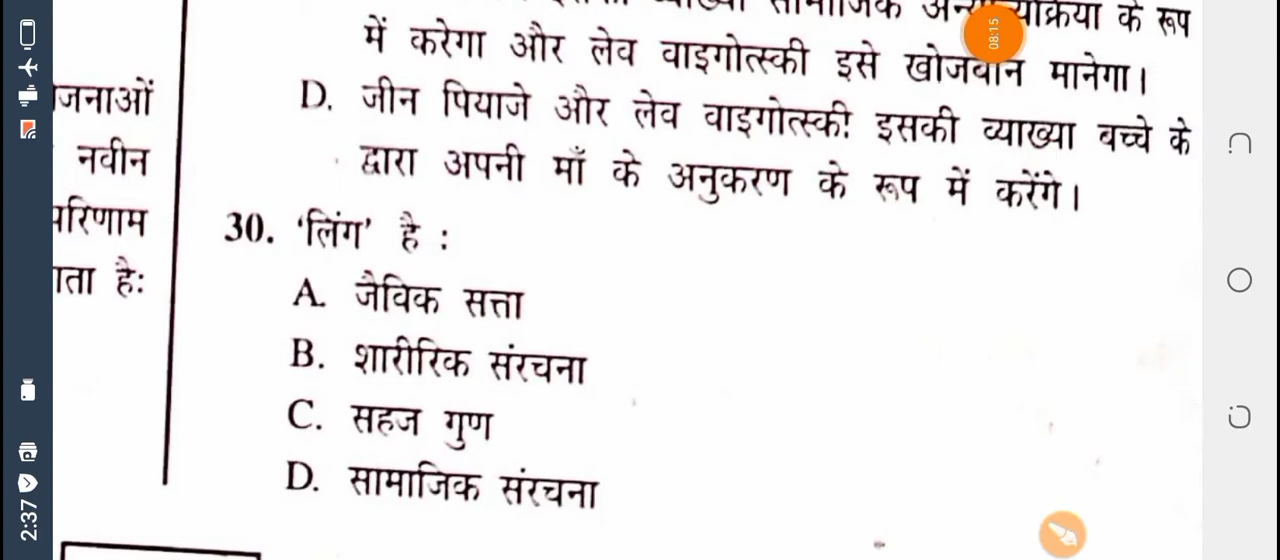 में करेगा और लेव वाइगोत्स्की इसे खोजबीन मानेगा।
D. जीन पियाजे और लेव वाइगोत्स्की इसकी व्याख्या बच्चे के
द्वारा अपनी माँ के अनुकरण के रूप में करेंगे।
30. 'लिंग' है :
A. जैविक सत्ता
B. शारीरिक संरचना
C. सहज गुण
D. सामाजिक संरचना
जनाओं
नवीन
परिणाम
है:
08:15
2:37